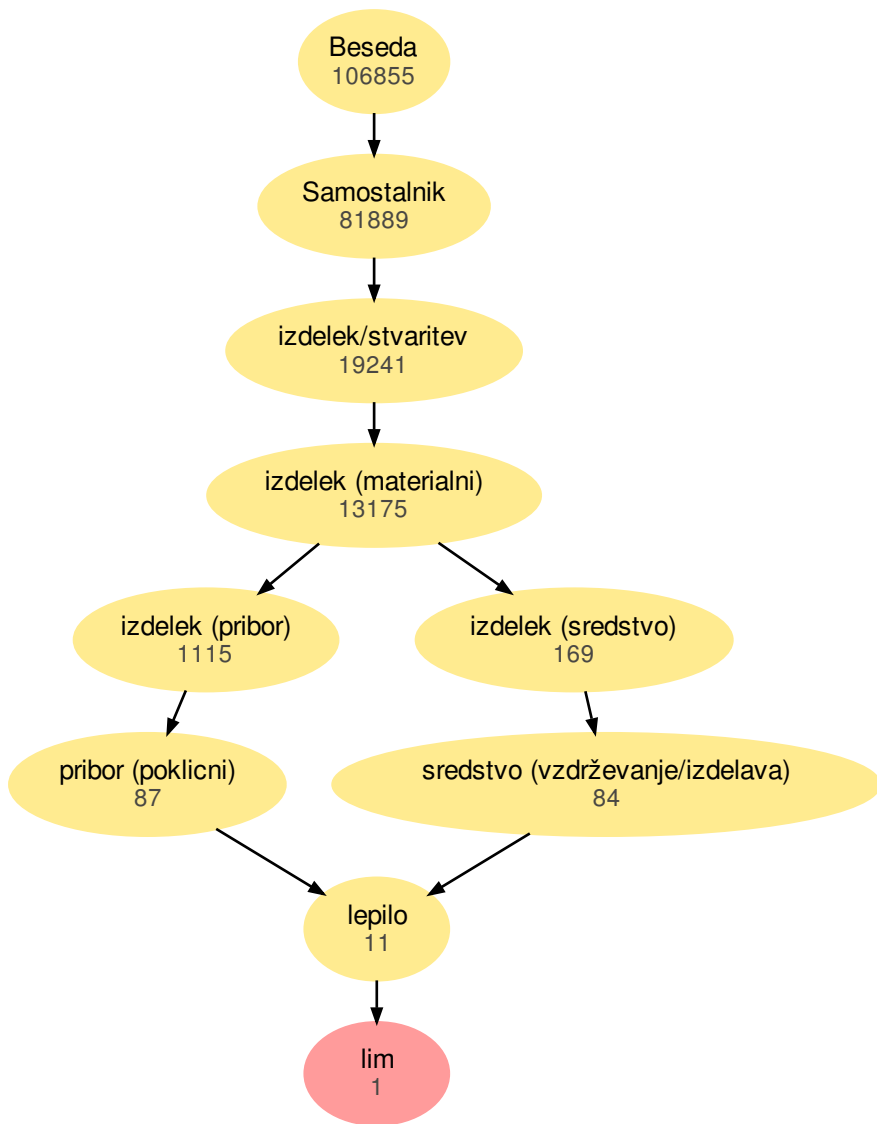 Beseda
106855
Samostalnik
81889
izdelek/stvaritev
19241
izdelek (materialni)
13175
izdelek (pribor)
1115
izdelek (sredstvo)
169
pribor (poklicni)
87
sredstvo (vzdrževanje/izdelava)
84
lepilo
11
lim
1